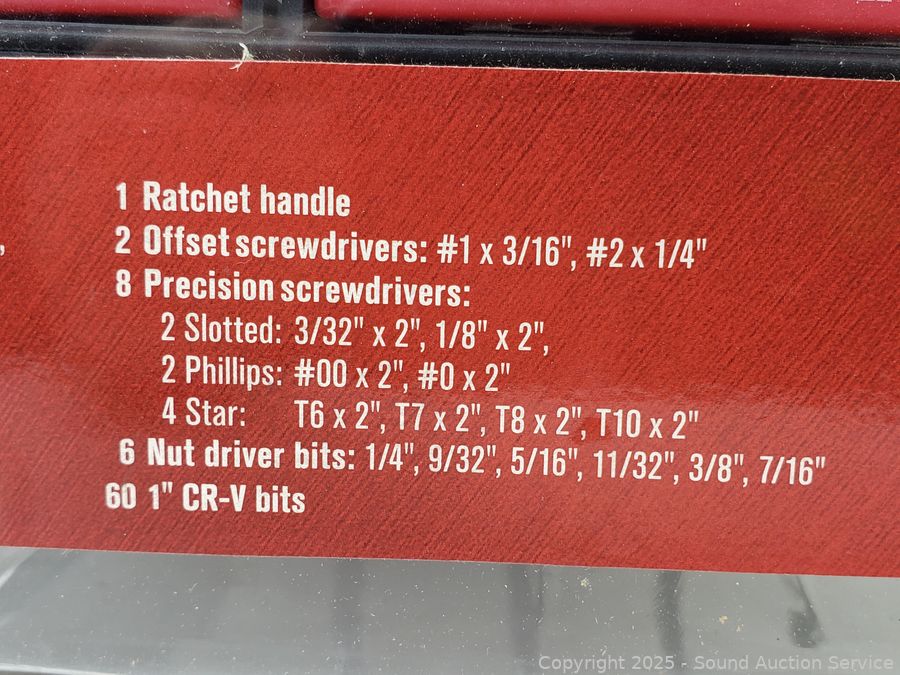 1 Ratchet handle
2 Offset screwdrivers: #1 x 3/16", #2 x 1/4"
8 Precision screwdrivers:
2 Slotted: 3/32" x 2", 1/8" x 2",
2 Phillips: #00 x 2", #0 x 2"
4 Star: T6 x 2", T7 x 2", T8 x 2", T10 x 2"
6 Nut driver bits: 1/4", 9/32", 5/16", 11/32", 3/8", 7/16"
60 1" CR-V bits
Copyright 2025 - Sound Auction Service